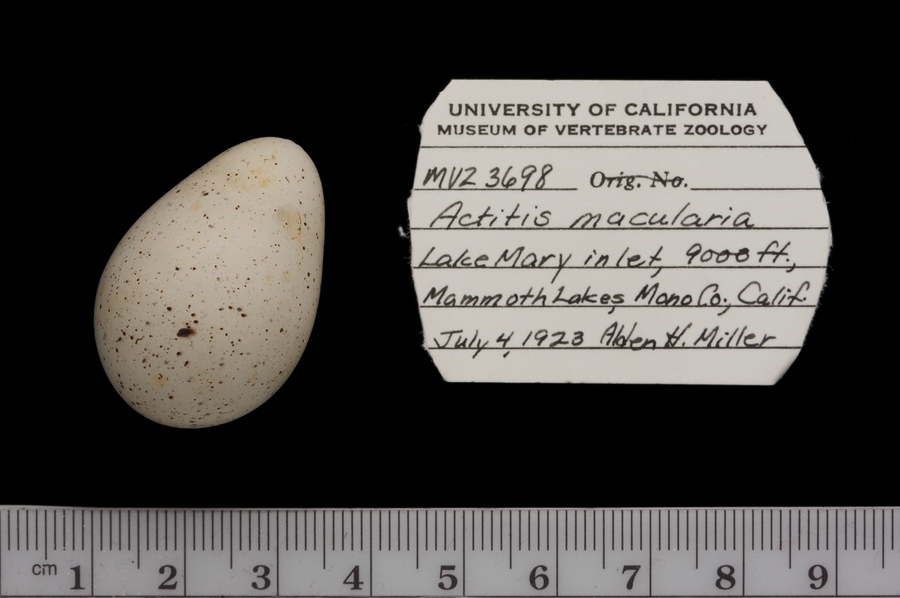 UNIVERSITY OF CALIFORNIA
MUSEUM OF VERTEBRATE ZOOLOGY
MVZ 3698 Orig. No.
Actitis macularia
Lake Mary inlet, 9000 ft.,
Mammoth Lakes, Mono Co., Calif.
July 4, 1923 Alden H. Miller
cm 1 2 3 4 5 6 7 8 9